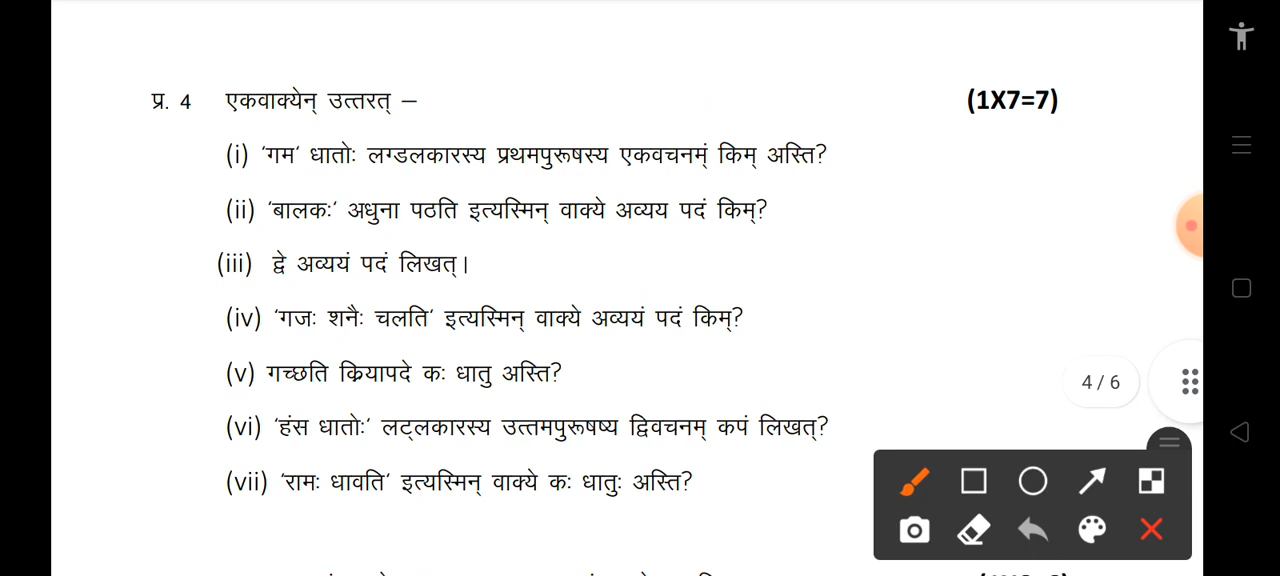 प्र. 4 एकवाक्येन् उत्तरत् – (1X7=7)
(i) ‘गम‘ धातोः लग्डलकारस्य प्रथमपुरूषस्य एकवचनम्ं किम् अस्ति?
(ii) ‘बालकः‘ अधुना पठति इत्यस्मिन् वाक्ये अव्यय पदं किम्?
(iii) द्वे अव्ययं पदं लिखत्।
(iv) ‘गजः शनैः चलति‘ इत्यस्मिन् वाक्ये अव्ययं पदं किम्?
(v) गच्छति क्रियापदे कः धातु अस्ति?
(vi) ‘हंस धातोः‘ लट्लकारस्य उत्तमपुरूषष्य द्विवचनम् कपं लिखत्?
4 / 6
(vii) ‘रामः धावति‘ इत्यस्मिन् वाक्ये कः धातुः अस्ति?